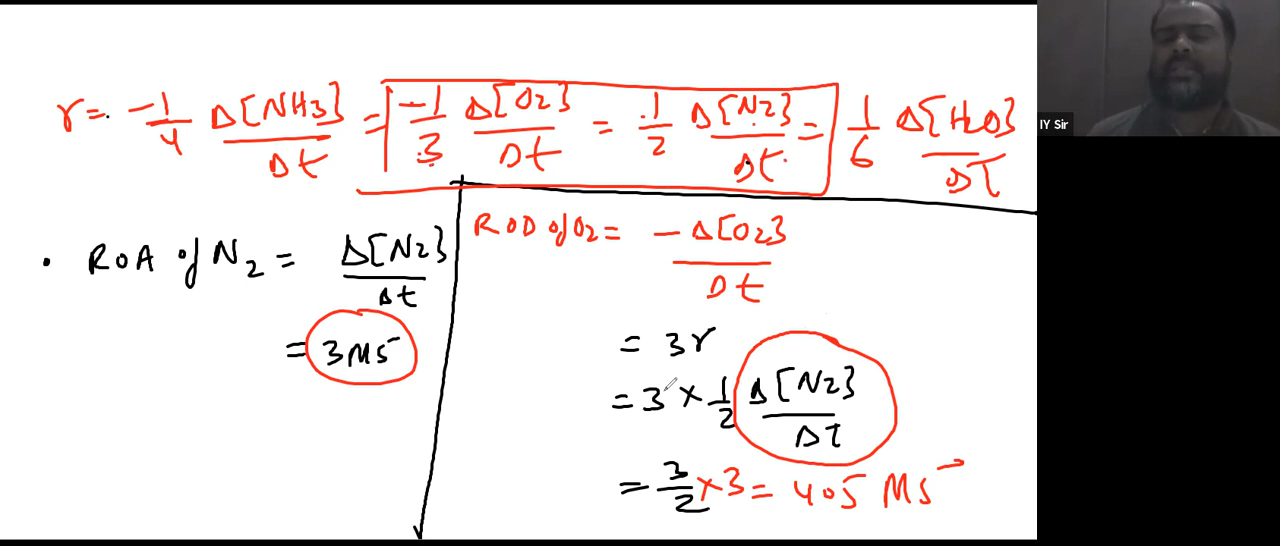 r = -1/4 Δ[NH3]/Δt = -1/3 Δ[O2]/Δt = 1/2 Δ[N2]/Δt = 1/6 Δ[H2O]/Δt
IY Sir
• ROA of N2 = Δ[N2]/Δt
= 3 MS⁻
ROD of O2 = -Δ[O2]/Δt
= 3r
= 3 × 1/2 Δ[N2]/Δt
= 3/2 × 3 = 4.5 MS⁻